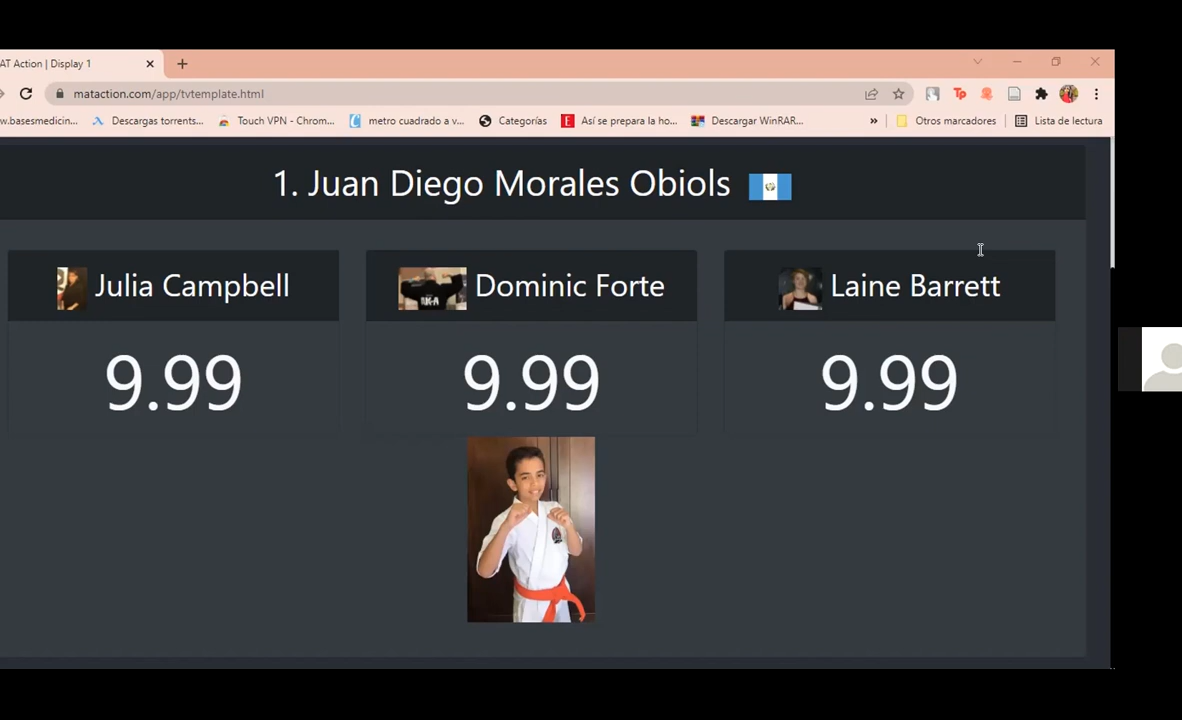 AT Action | Display 1
mataction.com/app/tvtemplate.html
w.basesmedicin...
Descargas torrents...
Touch VPN - Chrom...
metro cuadrado a v...
Categorías
Así se prepara la ho...
Descargar WinRAR...
»
Otros marcadores
Lista de lectura
1. Juan Diego Morales Obiols
Julia Campbell
Dominic Forte
Laine Barrett
9.99
9.99
9.99